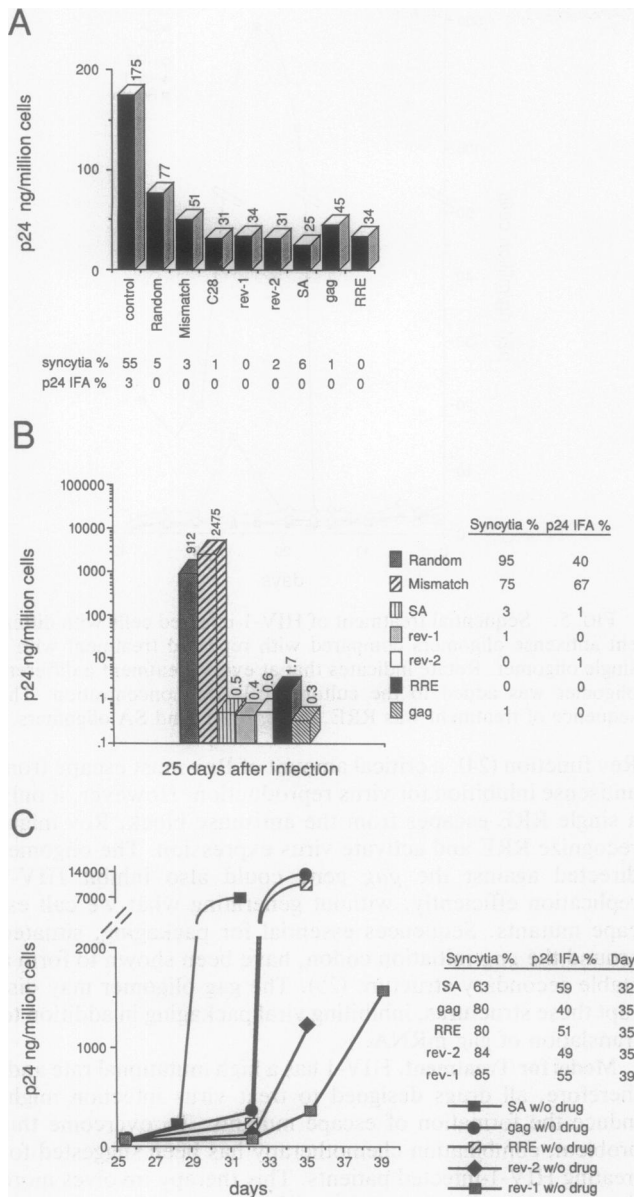 A
p24 ng/million cells
200
100
0
175
77
51
31
34
31
25
45
34
control
Random
Mismatch
C28
rev-1
rev-2
SA
gag
RRE
syncytia % 55 5 3 1 0 2 6 1 0
p24 IFA % 3 0 0 0 0 0 0 0 0
B
p24 ng/million cells
100000
10000
1000
100
10
1
.1
912
2475
0.5
0.4
0.6
1.7
0.3
25 days after infection
Syncytia % p24 IFA %
Random 95 40
Mismatch 75 67
SA 3 1
rev-1 1 0
rev-2 0 1
gag 1 0
C
p24 ng/million cells
14000
7000
2000
1000
0
25 27 29 31 33 35 37 39
days
Syncytia % p24 IFA % Day
SA 63 59 32
gag 80 40 35
RRE 80 51 35
rev-2 84 49 35
rev-1 85 55 39
SA w/o drug
gag w/o drug
RRE w/o drug
rev-2 w/o drug
rev-1 w/o drug